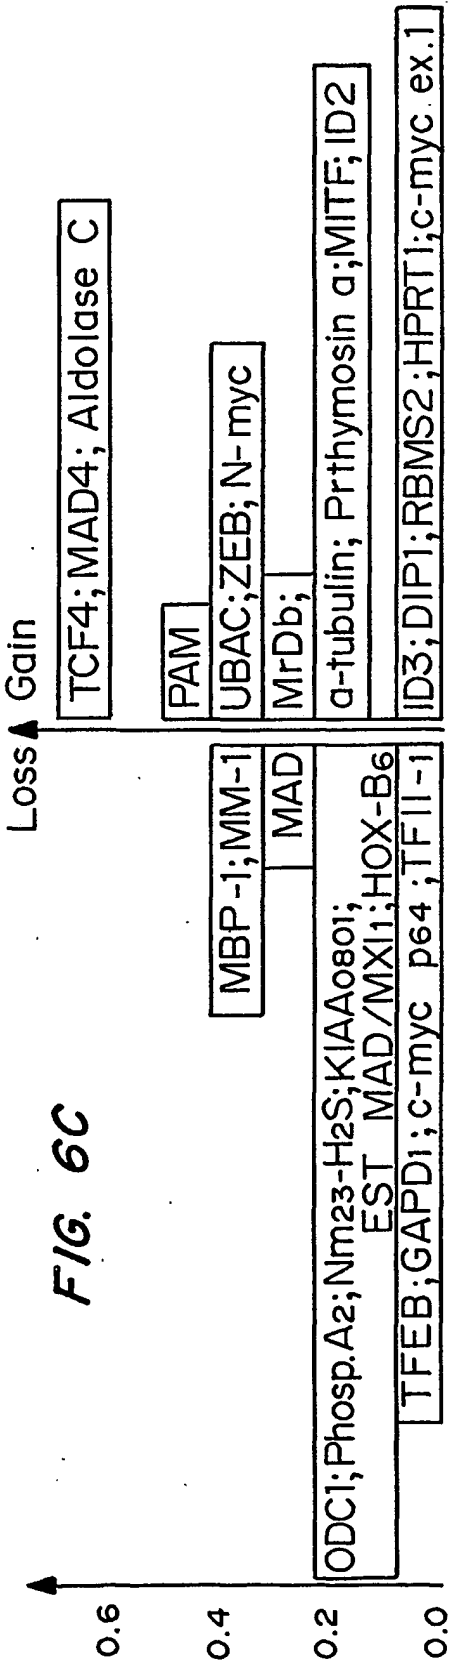 FIG. 6C
Loss Gain
0.6
0.4
0.2
0.0
TCF4; MAD4; Aldolase C
PAM
MBP-1; MM-1
UBAC; ZEB; N-myc
MAD
MrDb;
ODC1; Phosp. A2; Nm23-H2S; KIAA0801;
EST MAD/MXI1; HOX-B6
a-tubulin; Prthymosin a; MITF; ID2
TFEB; GAPD1; c-myc p64; TFII-1
ID3; DIP1; RBMS2; HPRT1; c-myc ex.1